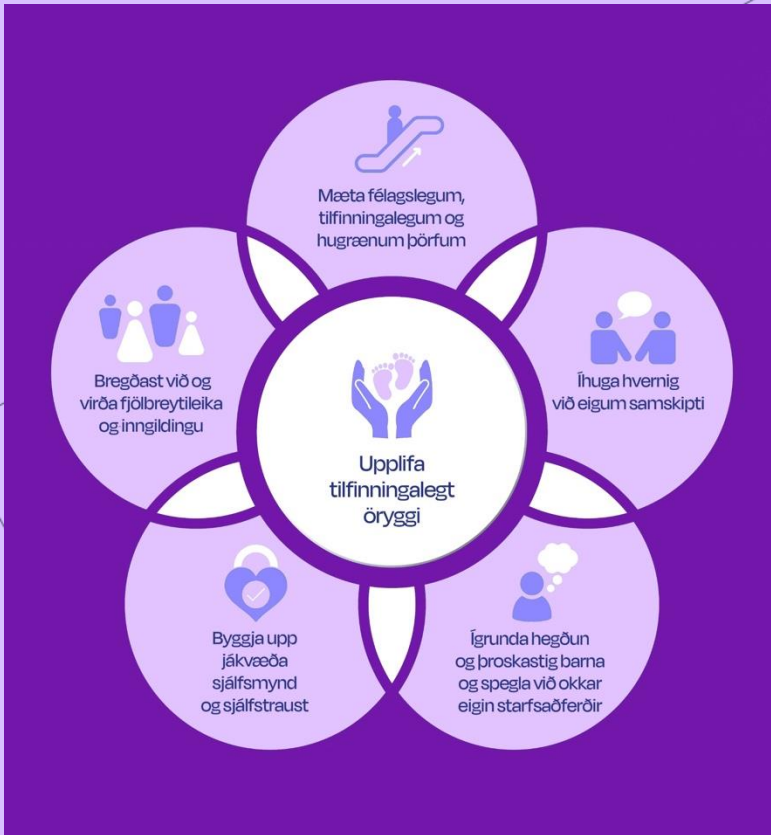 Mæta félagslegum,
tilfinningalegum og
hugrænum þörfum
Íhuga hvernig
við eigum samskipti
Ígrunda hegðun
og þroskastig barna
og spegla við okkar
eigin starfsaðferðir
Byggja upp
jákvæða
sjálfsmynd
og sjálfstraust
Bregðast við og
virða fjölbreytileika
og inngildingu
Upplifa
tilfinningalegt
öryggi